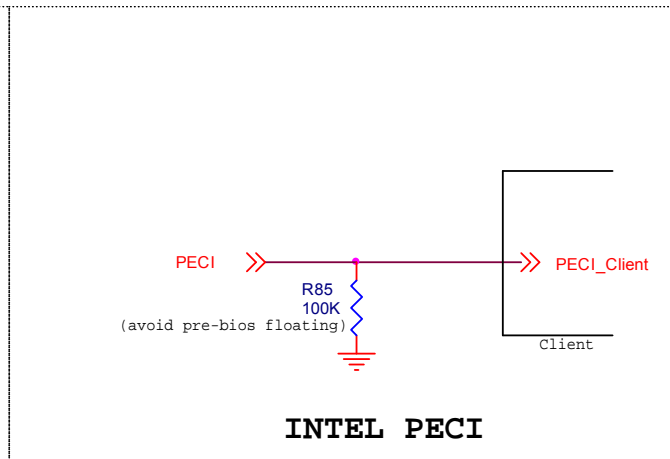 PECI
PECI_Client
R85
100K
(avoid pre-bios floating)
Client
INTEL PECI